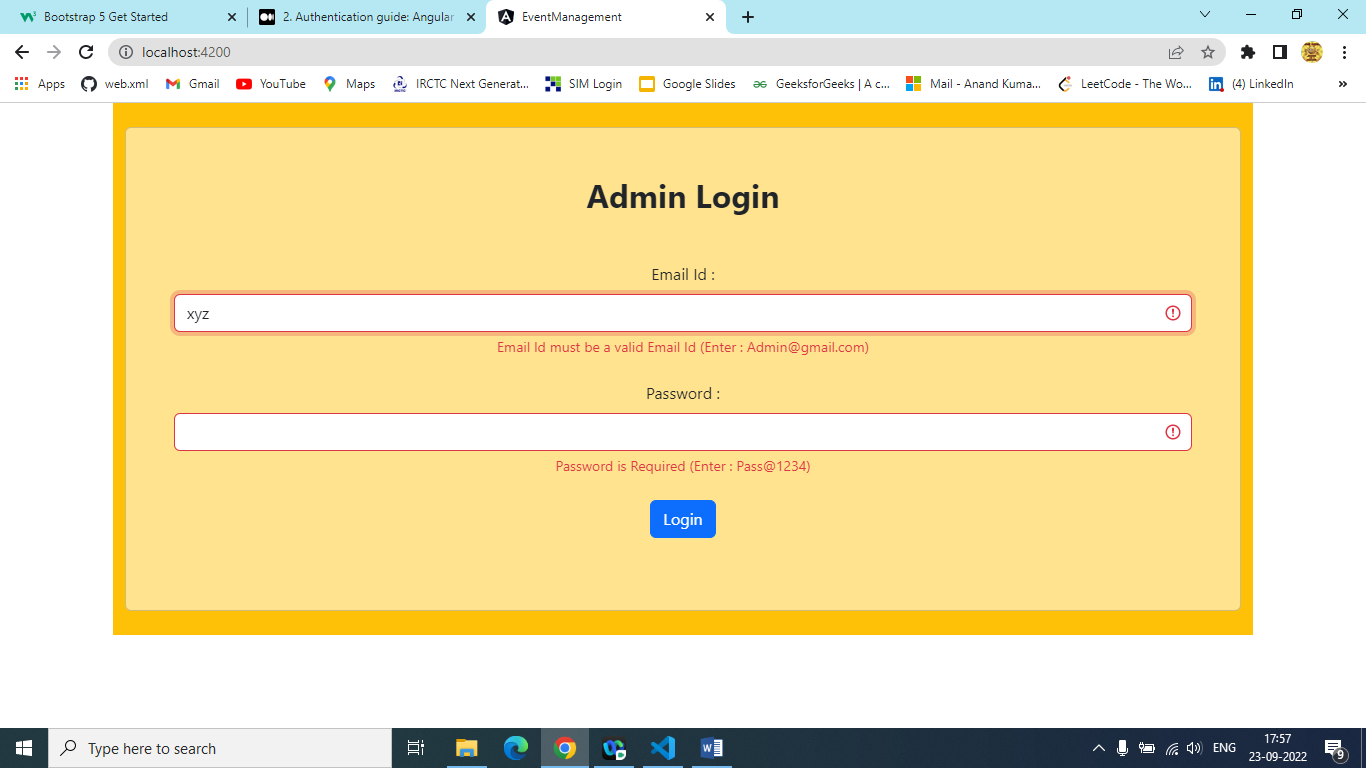 Bootstrap 5 Get Started
2. Authentication guide: Angular
EventManagement
localhost:4200
Apps
web.xml
Gmail
YouTube
Maps
IRCTC Next Generat...
SIM Login
Google Slides
GeeksforGeeks | A c...
Mail - Anand Kuma...
LeetCode - The Wo...
(4) LinkedIn
»
Admin Login
Email Id :
xyz
Email Id must be a valid Email Id (Enter : Admin@gmail.com)
Password :
Password is Required (Enter : Pass@1234)
Login
Type here to search
ENG
17:57
23-09-2022
9